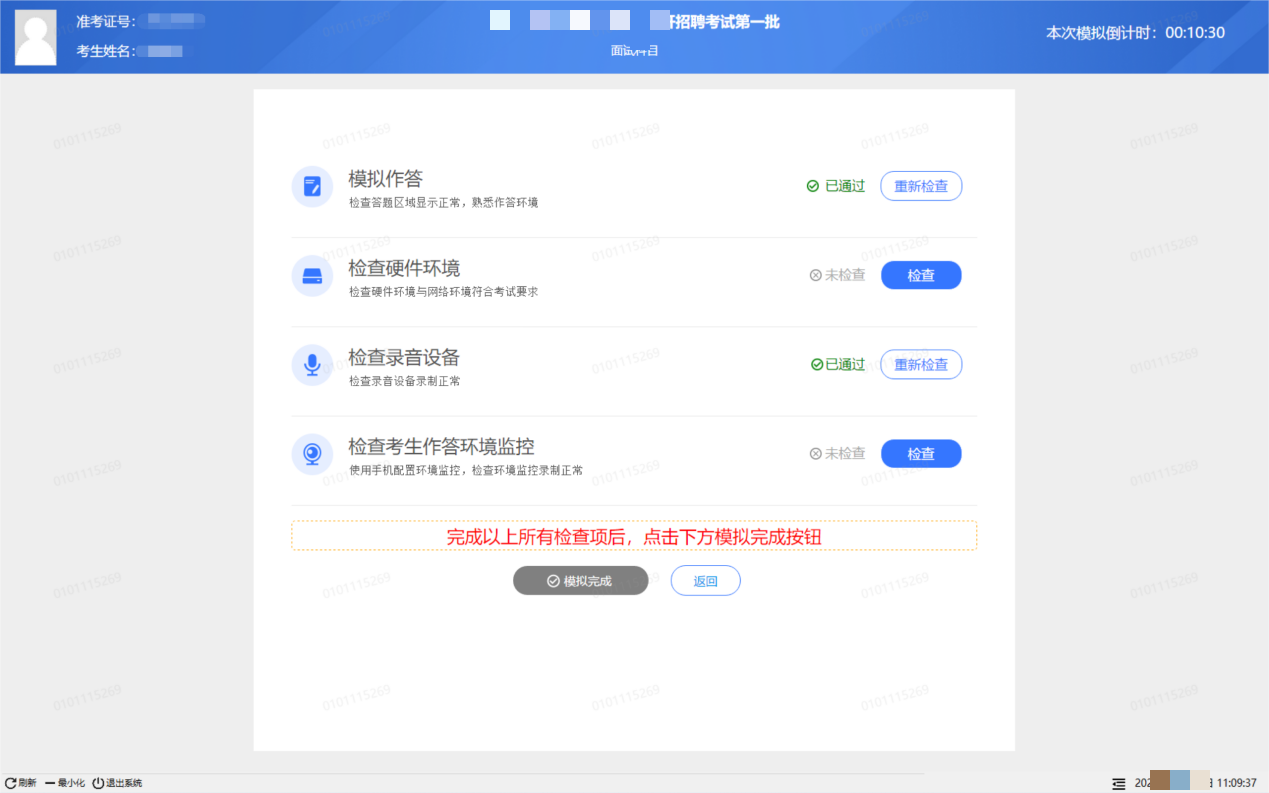 准考证号：
考生姓名：
招聘考试第一批
本次模拟倒计时：00:10:30
模拟作答
检查答题区域显示正常，熟悉作答环境
已通过
重新检查
检查硬件环境
检查硬件环境与网络环境符合考试要求
未检查
检查
检查录音设备
检查录音设备录制正常
已通过
重新检查
检查考生作答环境监控
使用手机配置环境监控，检查环境监控录制正常
未检查
检查
完成以上所有检查项后，点击下方模拟完成按钮
模拟完成
返回
刷新
最小化
退出系统
11:09:37
0101115269